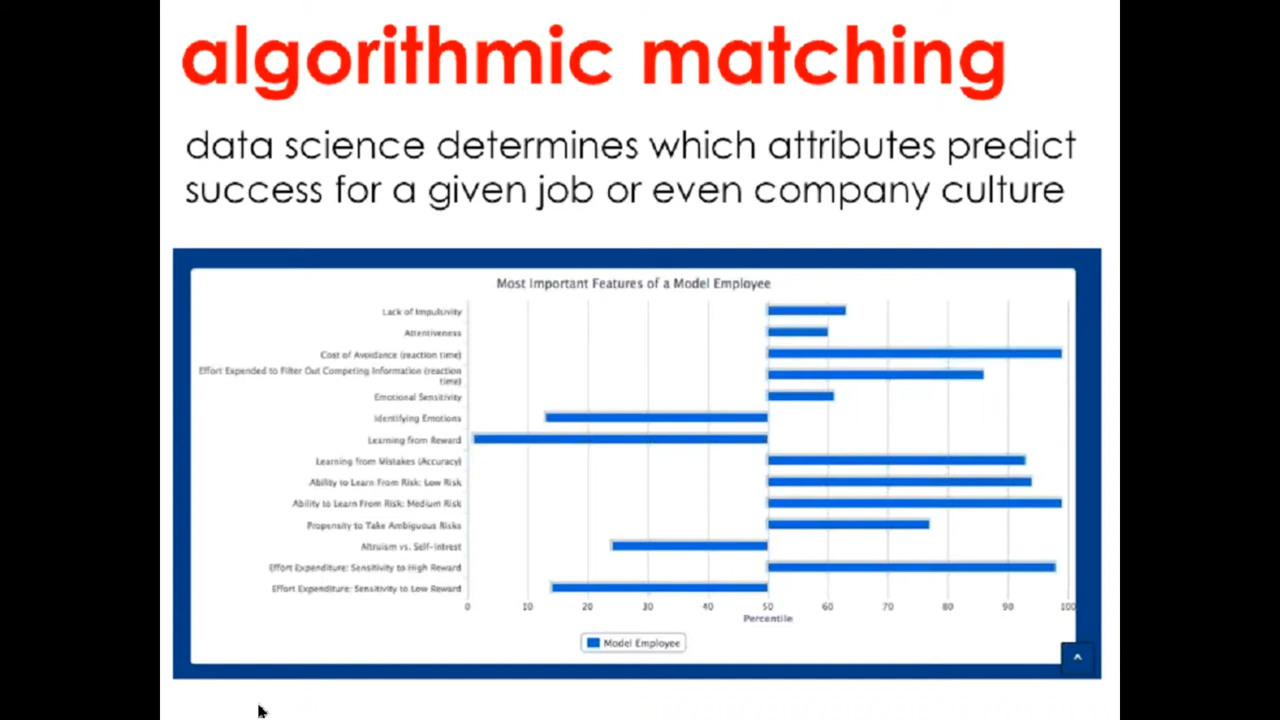 algorithmic matching
data science determines which attributes predict
success for a given job or even company culture
Most Important Features of a Model Employee
Lack of Impulsivity
Attentiveness
Cost of Avoidance (reaction time)
Effort Expended to Filter Out Competing Information (reaction
time)
Emotional Sensitivity
Identifying Emotions
Learning from Reward
Learning from Mistakes (Accuracy)
Ability to Learn From Risk: Low Risk
Ability to Learn From Risk: Medium Risk
Propensity to Take Ambiguous Risks
Altruism vs. Self-Intrest
Effort Expenditure: Sensitivity to High Reward
Effort Expenditure: Sensitivity to Low Reward
0 10 20 30 40 50 60 70 80 90 100
Percentile
Model Employee